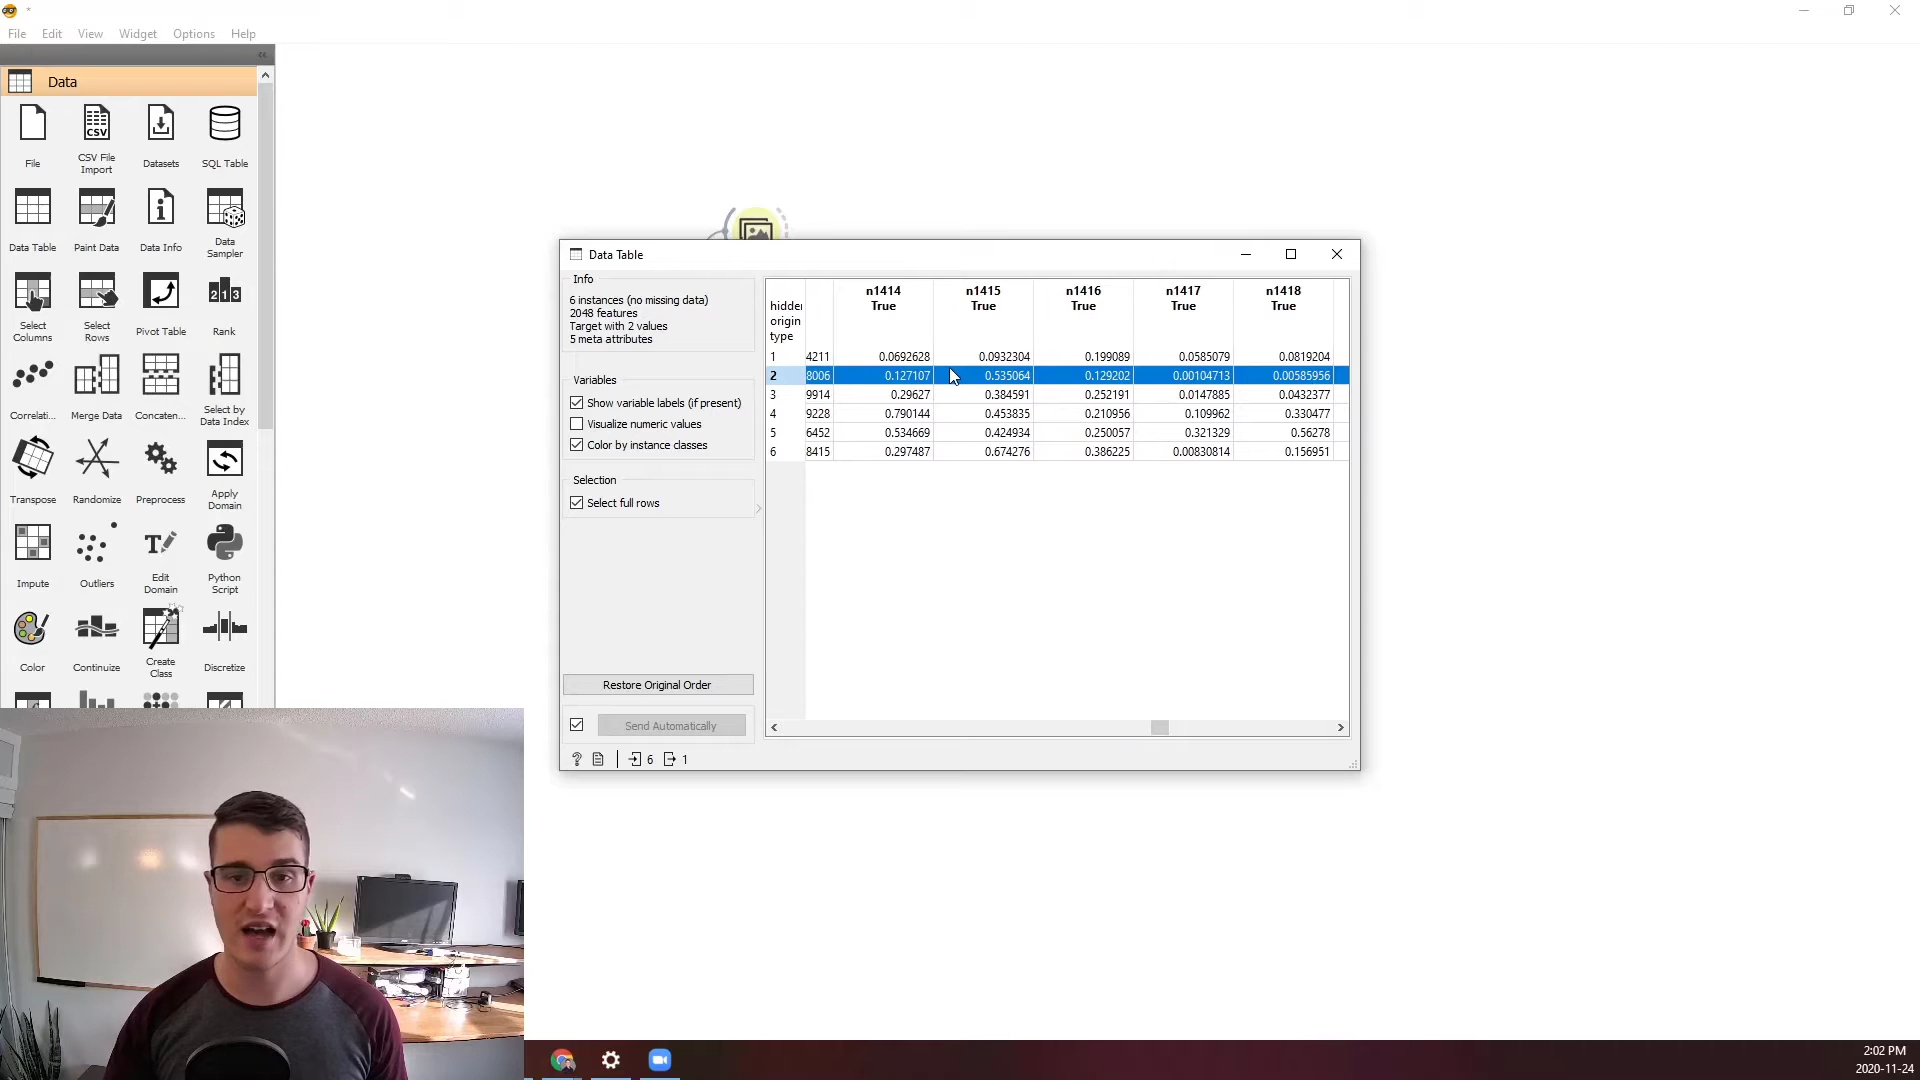 *
File Edit View Widget Options Help
Data
File
CSV File Import
Datasets
SQL Table
Data Table
Paint Data
Data Info
Data Sampler
Select Columns
Select Rows
Pivot Table
Rank
Correlati...
Merge Data
Concaten...
Select by Data Index
Transpose
Randomize
Preprocess
Apply Domain
Impute
Outliers
Edit Domain
Python Script
Color
Continuize
Create Class
Discretize
Data Table
Info
6 instances (no missing data)
2048 features
Target with 2 values
5 meta attributes
Variables
Show variable labels (if present)
Visualize numeric values
Color by instance classes
Selection
Select full rows
Restore Original Order
Send Automatically
? 6 1
n1414 n1415 n1416 n1417 n1418
hidden True True True True True
origin
type
1 4211 0.0692628 0.0932304 0.199089 0.0585079 0.0819204
2 8006 0.127107 0.535064 0.129202 0.00104713 0.00585956
3 9914 0.29627 0.384591 0.252191 0.0147885 0.0432377
4 9228 0.790144 0.453835 0.210956 0.109962 0.330477
5 6452 0.534669 0.424934 0.250057 0.321329 0.56278
6 8415 0.297487 0.674276 0.386225 0.00830814 0.156951
2:02 PM
2020-11-24